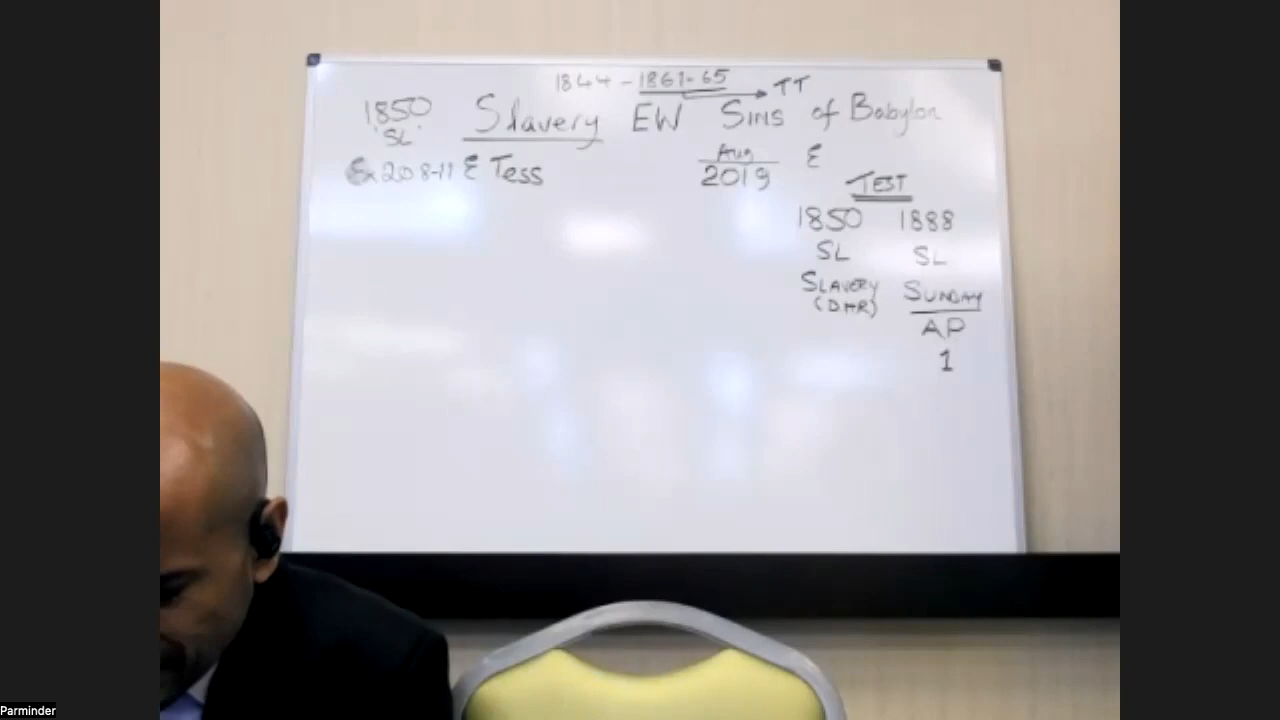 1844 - 1861-65 → TT
1850 Slavery EW Sins of Babylon
"SL"
Ex 20 8-11 E Tess
Aug E
2019
TEST
1850 1888
SL SL
SLAVERY SUNDAY
(DHR) AP
1
Parminder